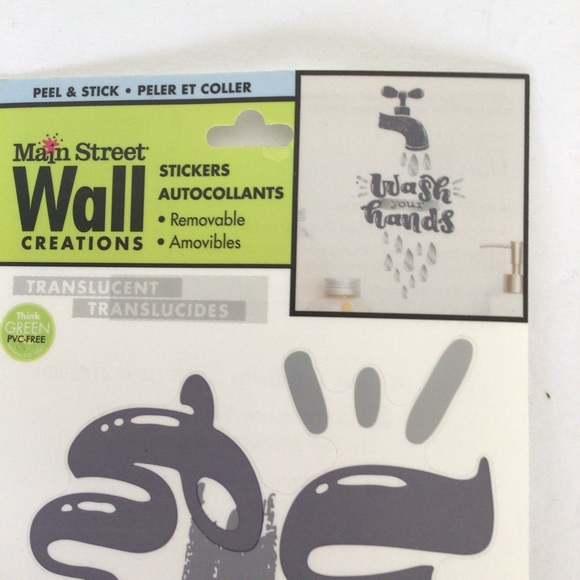 PEEL & STICK • PELER ET COLLER
Main Street
Wall
CREATIONS
STICKERS
AUTOCOLLANTS
• Removable
• Amovibles
Wash
your
hands
TRANSLUCENT
TRANSLUCIDES
Think
GREEN
PVC-FREE